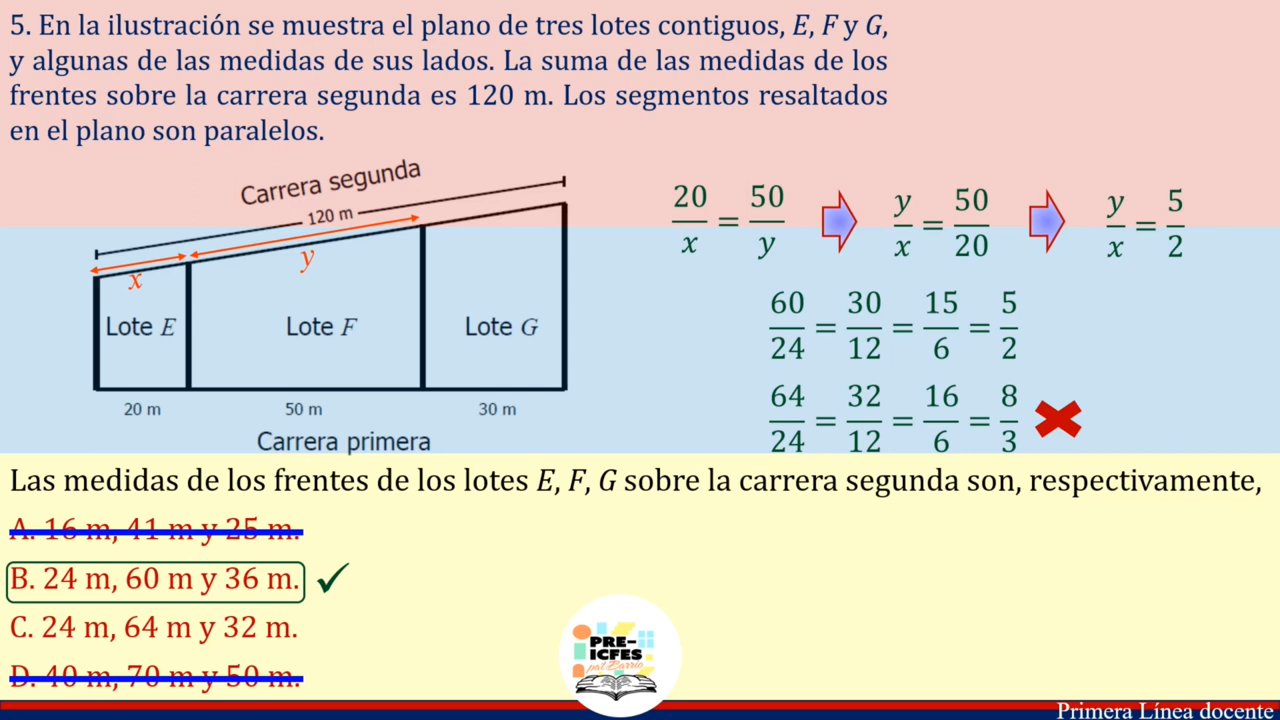 5. En la ilustración se muestra el plano de tres lotes contiguos, E, F y G,
y algunas de las medidas de sus lados. La suma de las medidas de los
frentes sobre la carrera segunda es 120 m. Los segmentos resaltados
en el plano son paralelos.
Carrera segunda
120 m
x
y
Lote E
Lote F
Lote G
20 m
50 m
30 m
Carrera primera
20/x = 50/y
y/x = 50/20
y/x = 5/2
60/24 = 30/12 = 15/6 = 5/2
64/24 = 32/12 = 16/6 = 8/3
Las medidas de los frentes de los lotes E, F, G sobre la carrera segunda son, respectivamente,
A. 16 m, 41 m y 25 m.
B. 24 m, 60 m y 36 m.
C. 24 m, 64 m y 32 m.
D. 40 m, 70 m y 50 m.
PRE-
ICFES
pal Barrio
Primera Línea docente